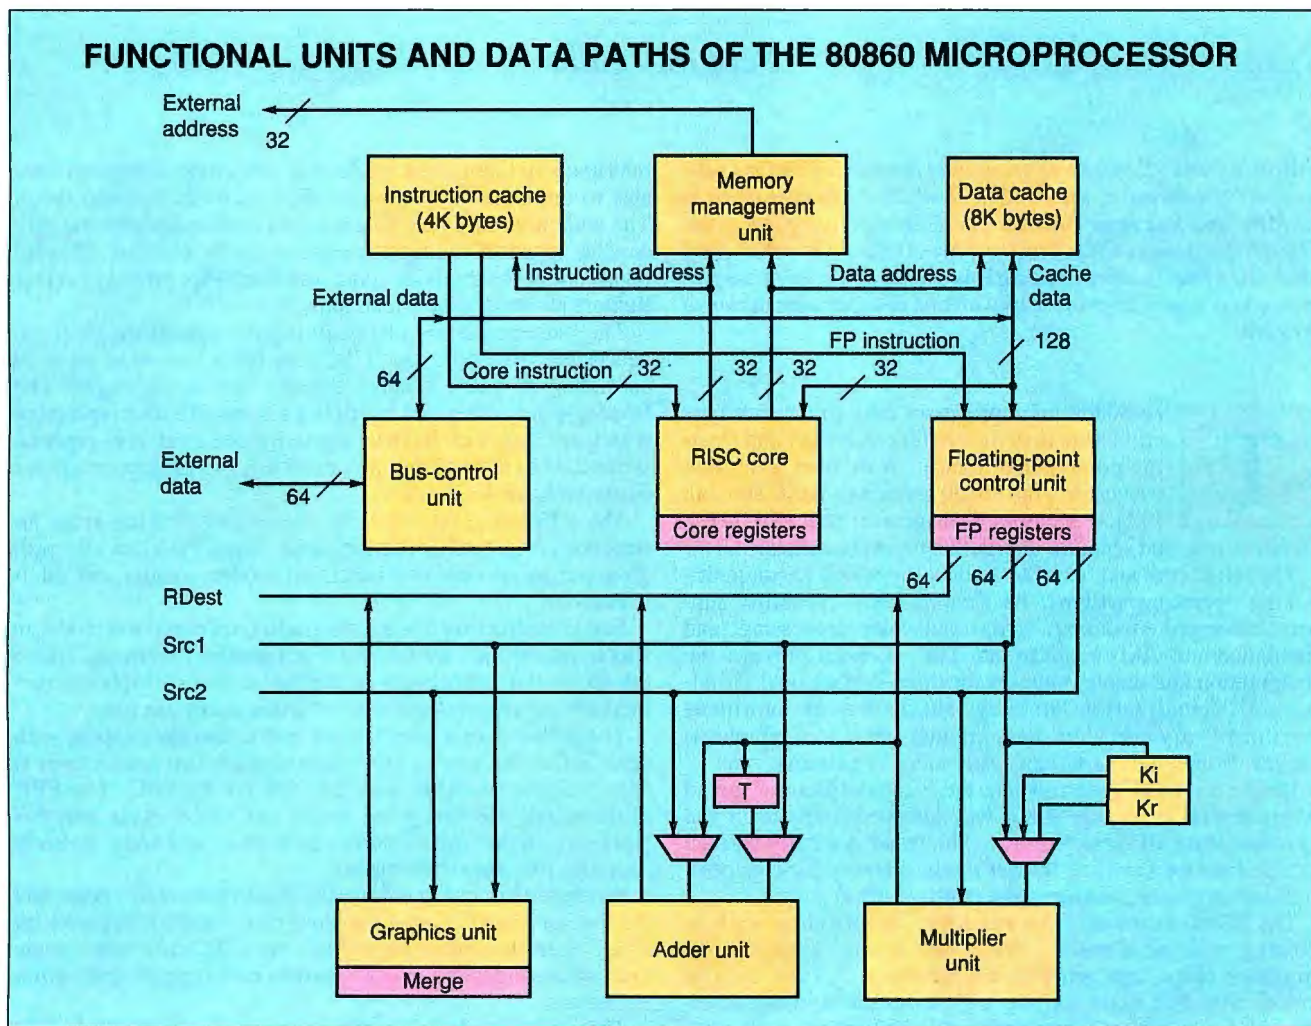 FUNCTIONAL UNITS AND DATA PATHS OF THE 80860 MICROPROCESSOR
External
address
32
Instruction cache
(4K bytes)
Memory
management
unit
Data cache
(8K bytes)
Instruction address
Data address
Cache
data
External data
FP instruction
128
64
Core instruction
32
32
32
32
External
data
64
Bus-control
unit
RISC core
Core registers
Floating-point
control unit
FP registers
64
64
64
RDest
Src1
Src2
T
Ki
Kr
Graphics unit
Merge
Adder unit
Multiplier
unit